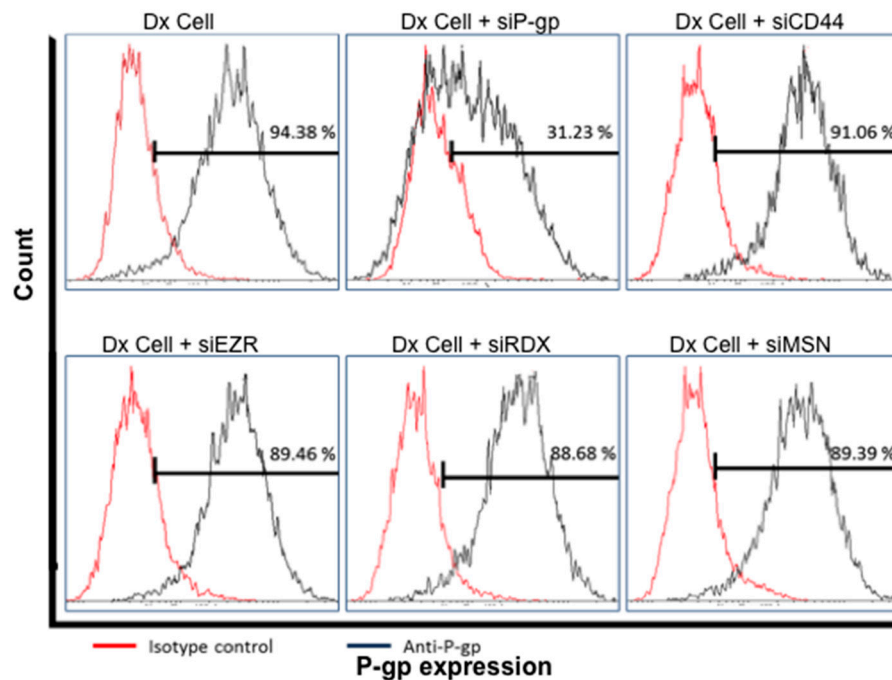 Dx Cell
Dx Cell + siP-gp
Dx Cell + siCD44
94.38 %
31.23 %
91.06 %
Count
Dx Cell + siEZR
Dx Cell + siRDX
Dx Cell + siMSN
89.46 %
88.68 %
89.39 %
Isotype control
Anti-P-gp
P-gp expression